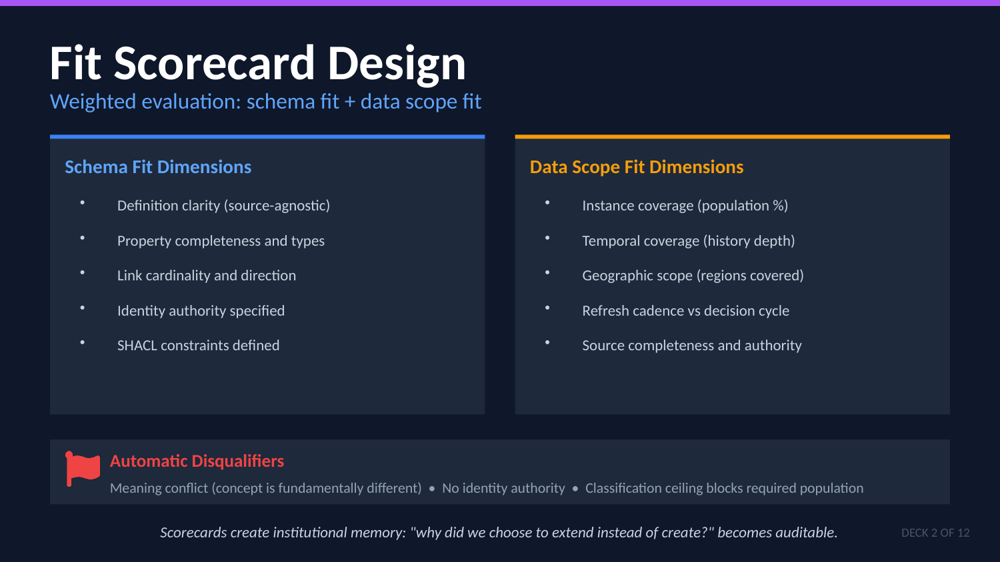 Fit Scorecard Design
Weighted evaluation: schema fit + data scope fit
Schema Fit Dimensions
• Definition clarity (source-agnostic)
• Property completeness and types
• Link cardinality and direction
• Identity authority specified
• SHACL constraints defined
Data Scope Fit Dimensions
• Instance coverage (population %)
• Temporal coverage (history depth)
• Geographic scope (regions covered)
• Refresh cadence vs decision cycle
• Source completeness and authority
Automatic Disqualifiers
Meaning conflict (concept is fundamentally different) • No identity authority • Classification ceiling blocks required population
Scorecards create institutional memory: "why did we choose to extend instead of create?" becomes auditable.
DECK 2 OF 12